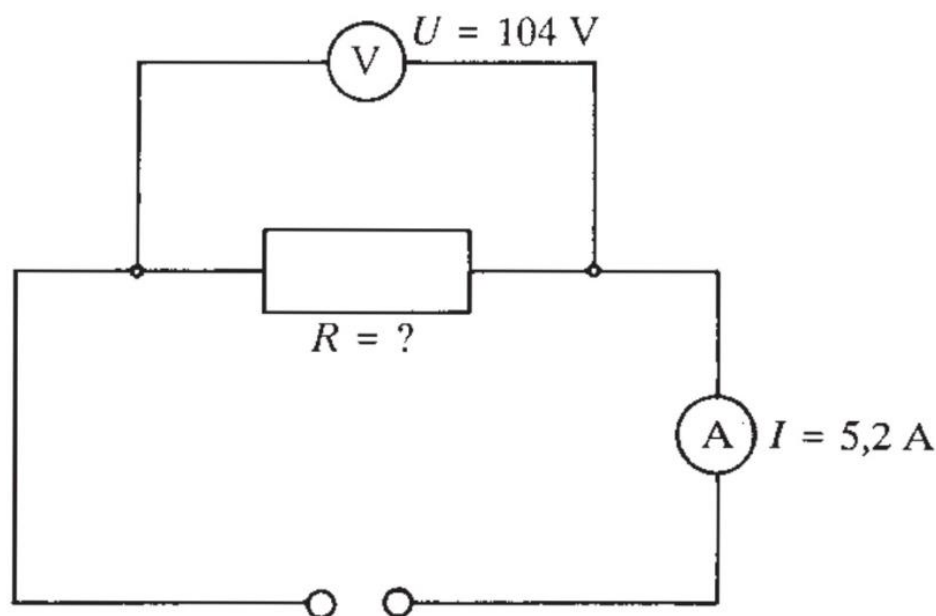 U = 104 V
V
R = ?
A
I = 5,2 A